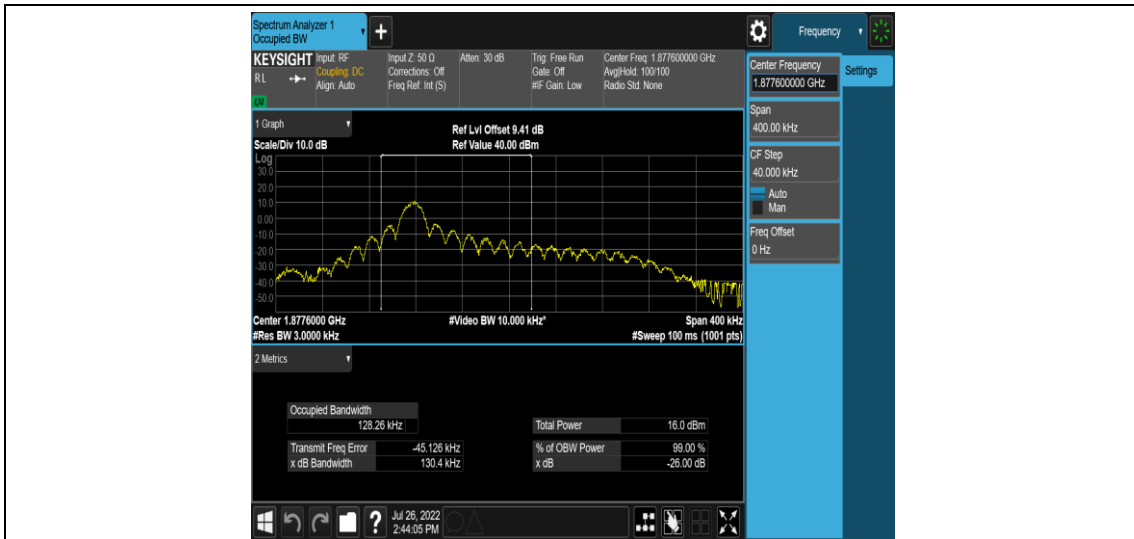 Spectrum Analyzer 1
Occupied BW
+
Frequency
KEYSIGHT
RL
LM
Input: RF
Coupling: DC
Align: Auto
Input Z: 50 Ω
Corrections: Off
Freq Ref: Int (S)
Atten: 30 dB
Trig: Free Run
Gate: Off
#IF Gain: Low
Center Freq: 1.877600000 GHz
Avg|Hold: 100/100
Radio Std: None
Center Frequency
1.877600000 GHz
Settings
Span
400.00 kHz
CF Step
40.000 kHz
Auto
Man
Freq Offset
0 Hz
1 Graph
Scale/Div 10.0 dB
Ref Lvl Offset 9.41 dB
Ref Value 40.00 dBm
Log
30.0
20.0
10.0
0.00
-10.0
-20.0
-30.0
-40.0
-50.0
Center 1.8776000 GHz
#Video BW 10.000 kHz*
Span 400 kHz
#Res BW 3.0000 kHz
#Sweep 100 ms (1001 pts)
2 Metrics
Occupied Bandwidth
128.26 kHz
Total Power 16.0 dBm
Transmit Freq Error -45.126 kHz
% of OBW Power 99.00 %
x dB Bandwidth 130.4 kHz
x dB -26.00 dB
?
Jul 26, 2022
2:44:05 PM